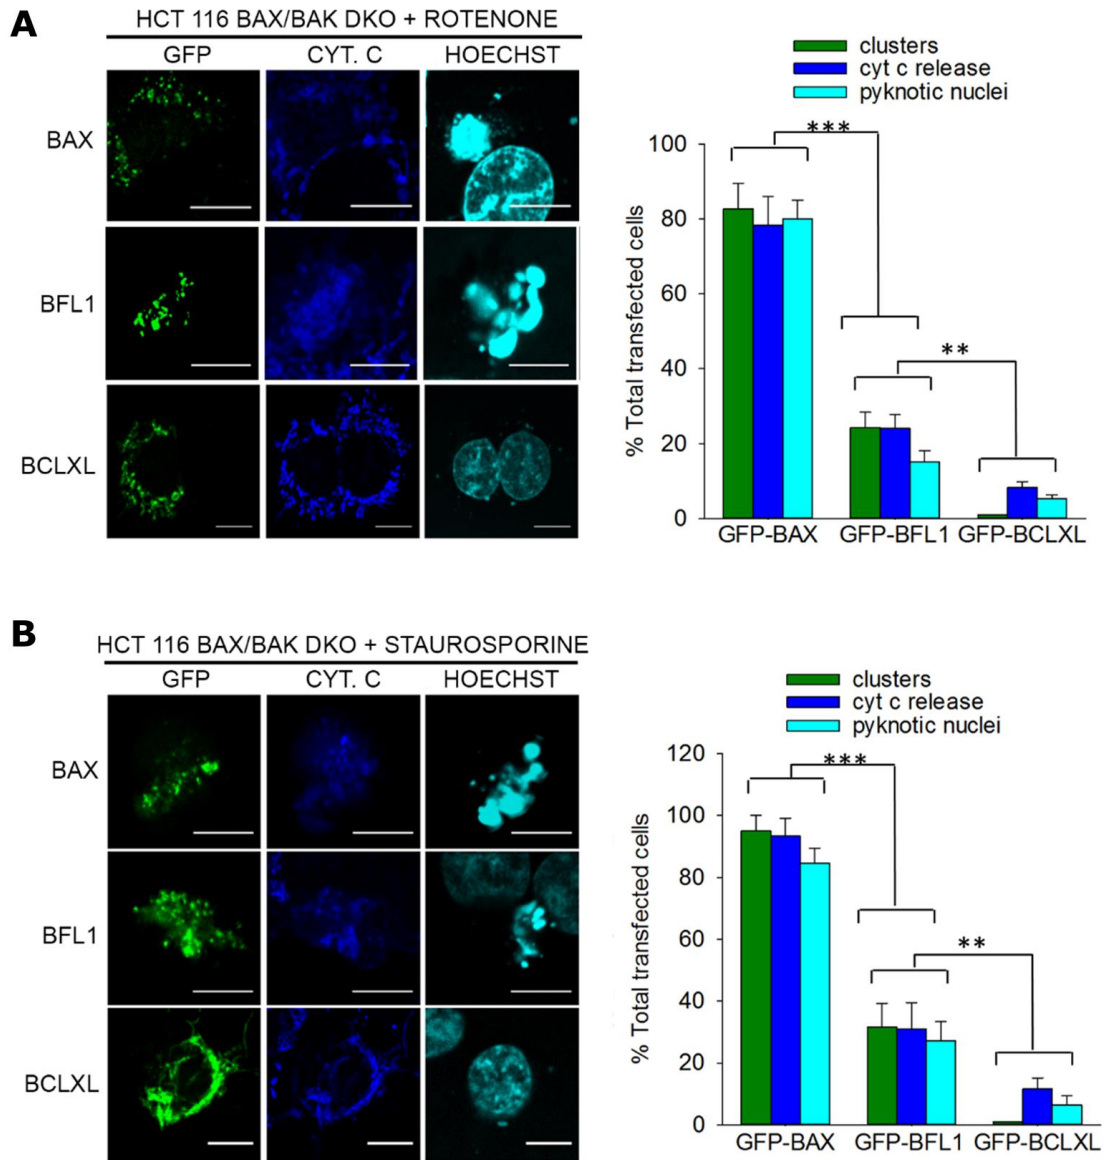 A
HCT 116 BAX/BAK DKO + ROTENONE
GFP CYT. C HOECHST
BAX
BFL1
BCLXL
clusters
cyt c release
pyknotic nuclei
% Total transfected cells
100
80
60
40
20
0
***
**
GFP-BAX GFP-BFL1 GFP-BCLXL
B
HCT 116 BAX/BAK DKO + STAUROSPORINE
GFP CYT. C HOECHST
BAX
BFL1
BCLXL
clusters
cyt c release
pyknotic nuclei
% Total transfected cells
120
100
80
60
40
20
0
***
**
GFP-BAX GFP-BFL1 GFP-BCLXL